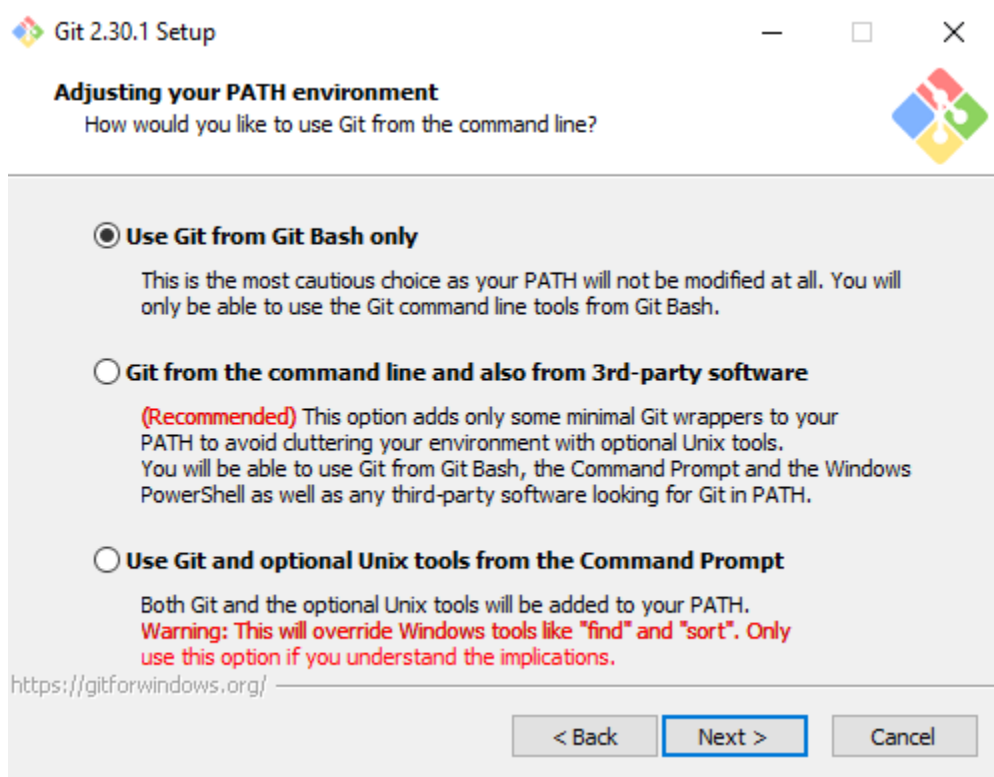 Git 2.30.1 Setup
Adjusting your PATH environment
How would you like to use Git from the command line?
Use Git from Git Bash only
This is the most cautious choice as your PATH will not be modified at all. You will
only be able to use the Git command line tools from Git Bash.
Git from the command line and also from 3rd-party software
(Recommended) This option adds only some minimal Git wrappers to your
PATH to avoid cluttering your environment with optional Unix tools.
You will be able to use Git from Git Bash, the Command Prompt and the Windows
PowerShell as well as any third-party software looking for Git in PATH.
Use Git and optional Unix tools from the Command Prompt
Both Git and the optional Unix tools will be added to your PATH.
Warning: This will override Windows tools like "find" and "sort". Only
use this option if you understand the implications.
https://gitforwindows.org/
< Back Next > Cancel